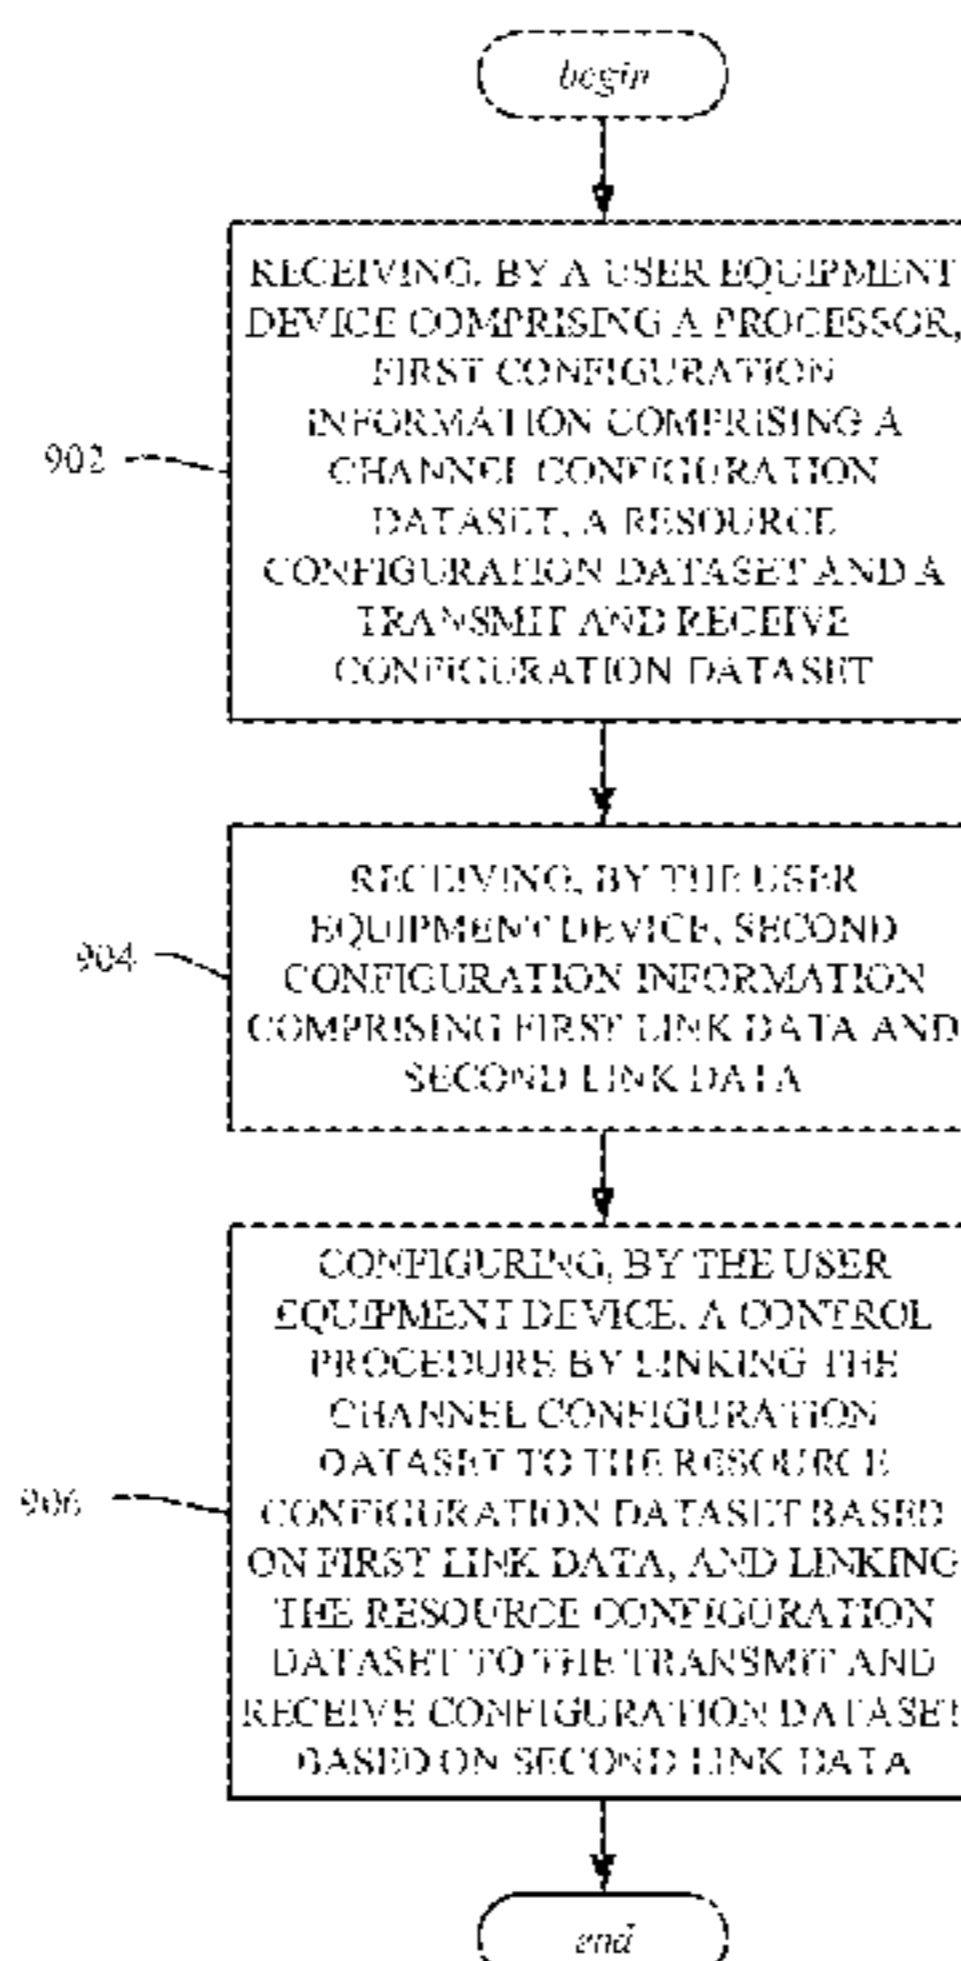 begin
RECEIVING, BY A USER EQUIPMENT
DEVICE COMPRISING A PROCESSOR,
FIRST CONFIGURATION
INFORMATION COMPRISING A
CHANNEL CONFIGURATION
DATASET, A RESOURCE
CONFIGURATION DATASET AND A
TRANSMIT AND RECEIVE
CONFIGURATION DATASET
902
RECEIVING, BY THE USER
EQUIPMENT DEVICE, SECOND
CONFIGURATION INFORMATION
COMPRISING FIRST LINK DATA AND
SECOND LINK DATA
904
CONFIGURING, BY THE USER
EQUIPMENT DEVICE, A CONTROL
PROCEDURE BY LINKING THE
CHANNEL CONFIGURATION
DATASET TO THE RESOURCE
CONFIGURATION DATASET BASED
ON FIRST LINK DATA, AND LINKING
THE RESOURCE CONFIGURATION
DATASET TO THE TRANSMIT AND
RECEIVE CONFIGURATION DATASET
BASED ON SECOND LINK DATA
906
end